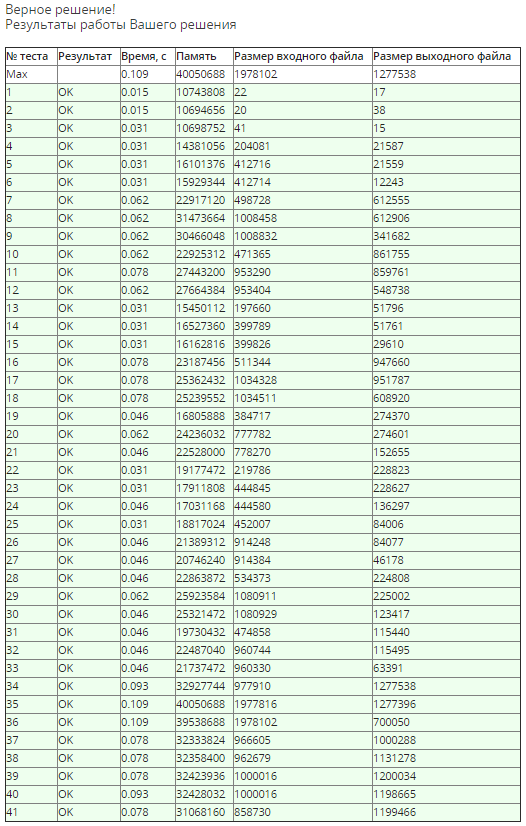 Верное решение!
Результаты работы Вашего решения
№ теста Результат Время, с Память Размер входного файла Размер выходного файла
Max 0.109 40050688 1978102 1277538
1 OK 0.015 10743808 22 17
2 OK 0.015 10694656 20 38
3 OK 0.031 10698752 41 15
4 OK 0.031 14381056 204081 21587
5 OK 0.031 16101376 412716 21559
6 OK 0.031 15929344 412714 12243
7 OK 0.062 22917120 498728 612555
8 OK 0.062 31473664 1008458 612906
9 OK 0.062 30466048 1008832 341682
10 OK 0.062 22925312 471365 861755
11 OK 0.078 27443200 953290 859761
12 OK 0.062 27664384 953404 548738
13 OK 0.031 15450112 197660 51796
14 OK 0.031 16527360 399789 51761
15 OK 0.031 16162816 399826 29610
16 OK 0.078 23187456 511344 947660
17 OK 0.078 25362432 1034328 951787
18 OK 0.078 25239552 1034511 608920
19 OK 0.046 16805888 384717 274370
20 OK 0.062 24236032 777782 274601
21 OK 0.046 22528000 778270 152655
22 OK 0.031 19177472 219786 228823
23 OK 0.031 17911808 444845 228627
24 OK 0.046 17031168 444580 136297
25 OK 0.031 18817024 452007 84006
26 OK 0.046 21389312 914248 84077
27 OK 0.046 20746240 914384 46178
28 OK 0.046 22863872 534373 224808
29 OK 0.062 25923584 1080911 225002
30 OK 0.046 25321472 1080929 123417
31 OK 0.046 19730432 474858 115440
32 OK 0.046 22487040 960744 115495
33 OK 0.046 21737472 960330 63391
34 OK 0.093 32927744 977910 1277538
35 OK 0.109 40050688 1977816 1277396
36 OK 0.109 39538688 1978102 700050
37 OK 0.078 32333824 966605 1000288
38 OK 0.078 32358400 962679 1131278
39 OK 0.078 32423936 1000016 1200034
40 OK 0.093 32428032 1000016 1198665
41 OK 0.078 31068160 858730 1199466